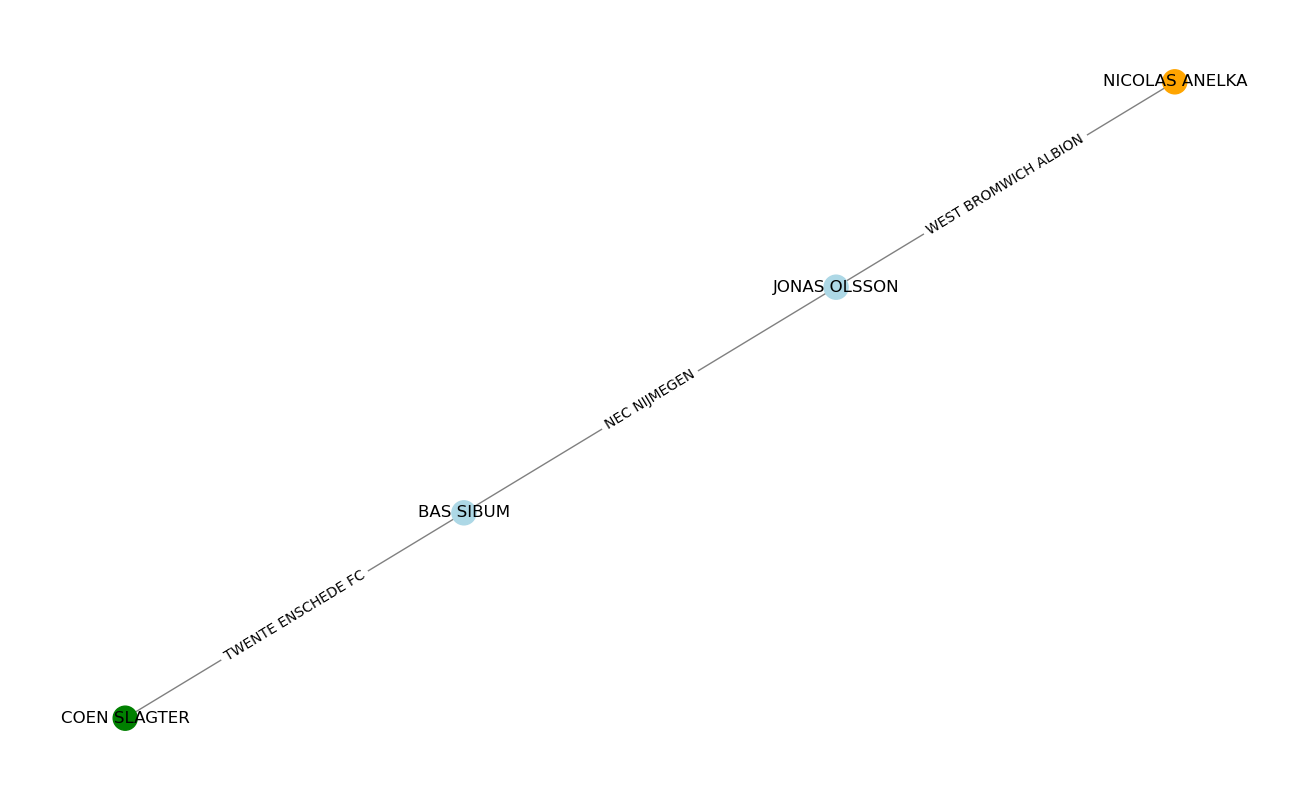 NICOLAS ANELKA
WEST BROMWICH ALBION
JONAS OLSSON
NEC NIJMEGEN
BAS SIBUM
TWENTE ENSCHEDE FC
COEN SLAGTER